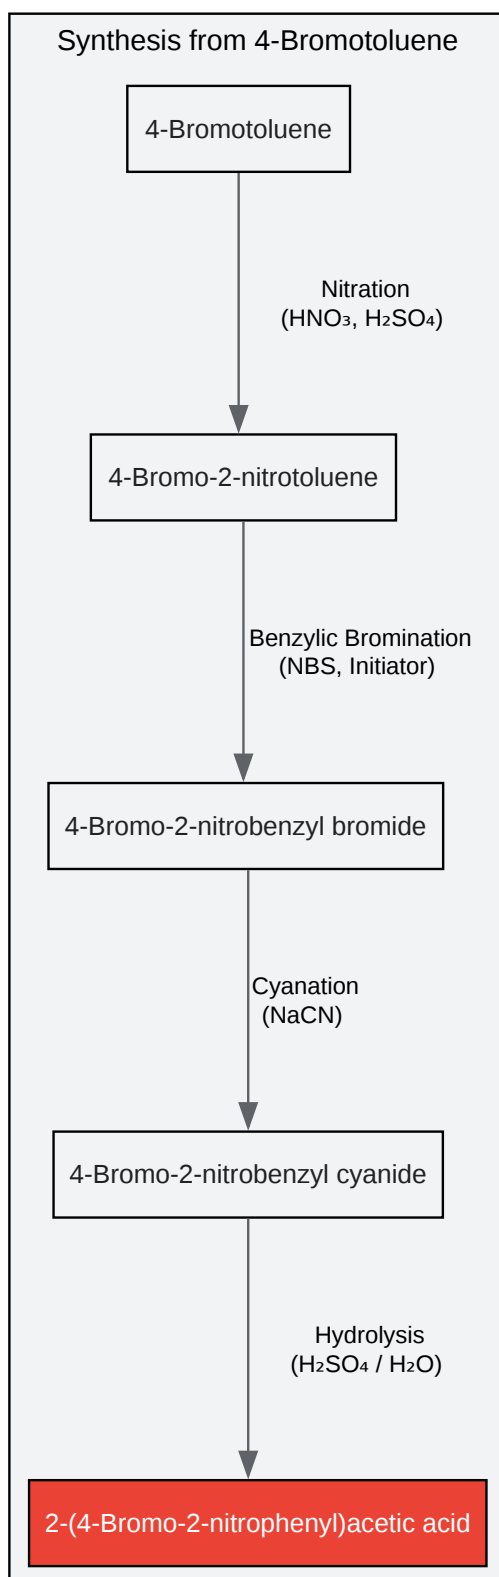 Synthesis from 4-Bromotoluene
4-Bromotoluene
Nitration
(HNO₃, H₂SO₄)
4-Bromo-2-nitrotoluene
Benzylic Bromination
(NBS, Initiator)
4-Bromo-2-nitrobenzyl bromide
Cyanation
(NaCN)
4-Bromo-2-nitrobenzyl cyanide
Hydrolysis
(H₂SO₄ / H₂O)
2-(4-Bromo-2-nitrophenyl)acetic acid